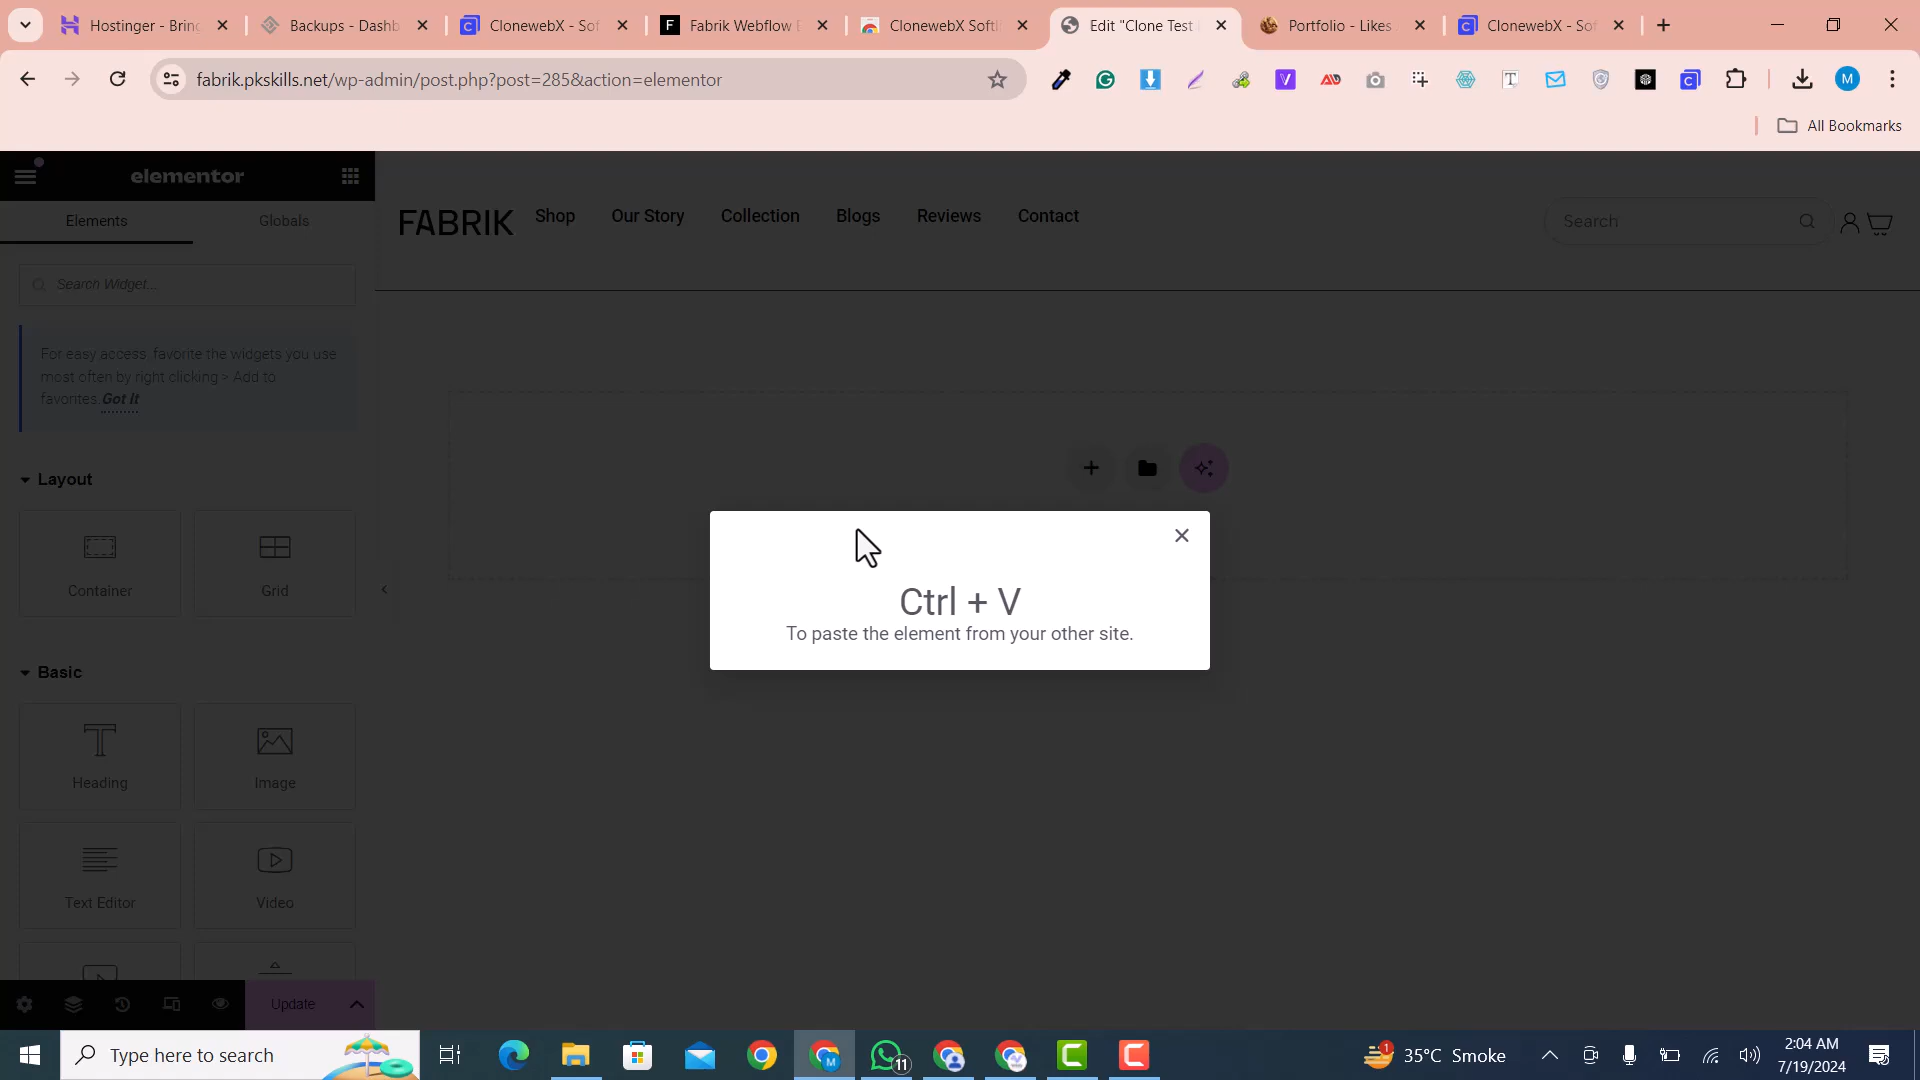 Hostinger - Bring
Backups - Dashb
ClonewebX - Sof
Fabrik Webflow
ClonewebX Softl
Edit "Clone Test
Portfolio - Likes
ClonewebX - Sof
fabrik.pkskills.net/wp-admin/post.php?post=285&action=elementor
All Bookmarks
elementor
Elements
Globals
Search Widget...
For easy access, favorite the widgets you use
most often by right clicking > Add to
favorites. Got It
Layout
Container
Grid
Basic
Heading
Image
Text Editor
Video
Update
FABRIK
Shop
Our Story
Collection
Blogs
Reviews
Contact
Search
Ctrl + V
To paste the element from your other site.
Type here to search
11
1
35°C Smoke
2:04 AM
7/19/2024